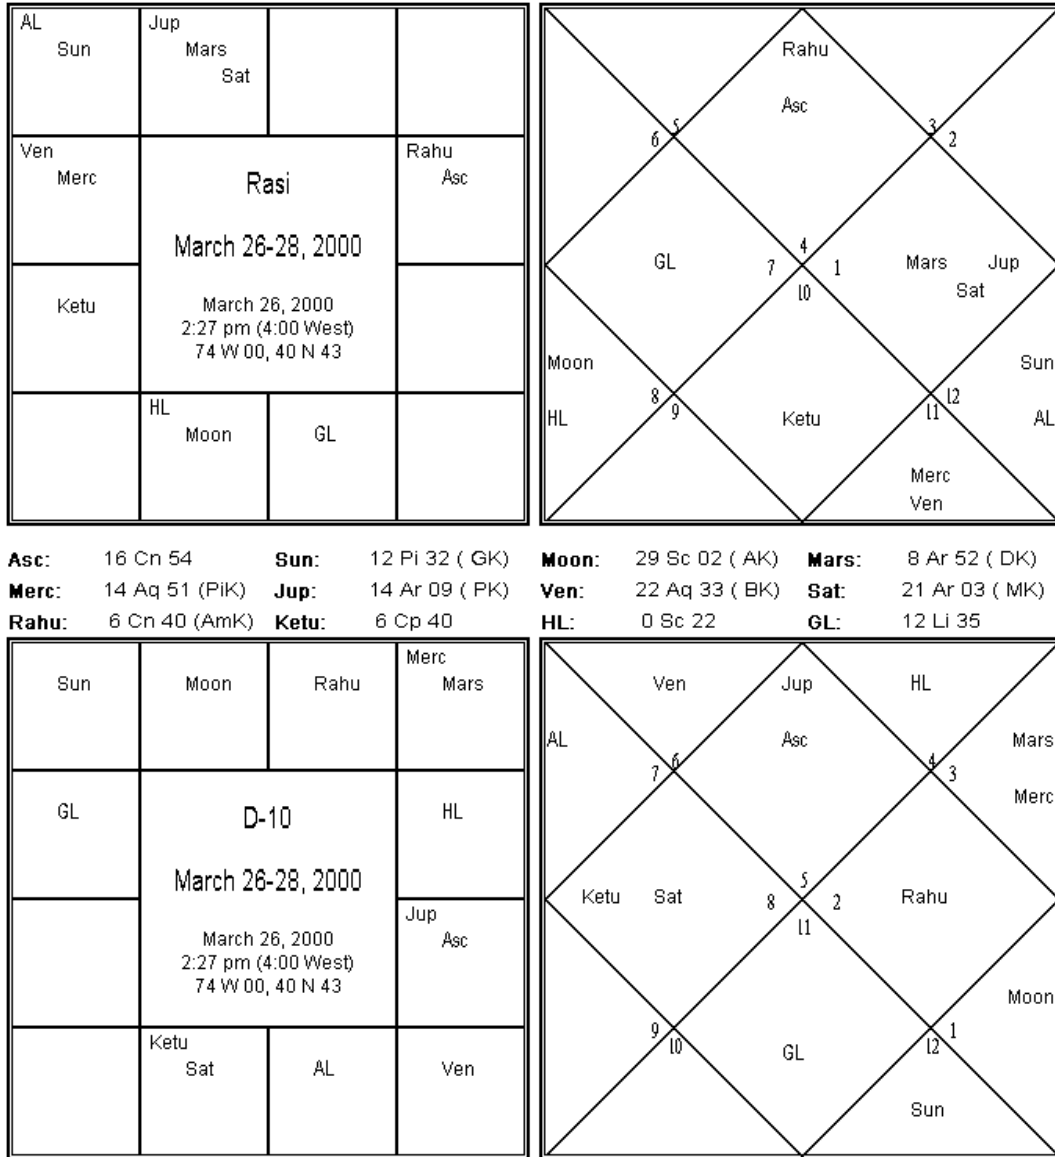 AL
Sun
Jup
Mars
Sat
Ven
Merc
Rasi
March 26-28, 2000
March 26, 2000
2:27 pm (4:00 West)
74 W 00, 40 N 43
Rahu
Asc
Ketu
HL
Moon
GL
Rahu
Asc
5
6
3
2
GL
4
7
1
10
Mars
Jup
Sat
Moon
HL
8
9
Ketu
11
12
Sun
AL
Merc
Ven
Asc: 16 Cn 54 Sun: 12 Pi 32 ( GK) Moon: 29 Sc 02 ( AK) Mars: 8 Ar 52 ( DK)
Merc: 14 Aq 51 (PiK) Jup: 14 Ar 09 ( PK) Ven: 22 Aq 33 ( BK) Sat: 21 Ar 03 ( MK)
Rahu: 6 Cn 40 (AmK) Ketu: 6 Cp 40 HL: 0 Sc 22 GL: 12 Li 35
Sun
Moon
Rahu
Merc
Mars
GL
D-10
March 26-28, 2000
March 26, 2000
2:27 pm (4:00 West)
74 W 00, 40 N 43
HL
Jup
Asc
Ketu
Sat
AL
Ven
Ven
Jup
Asc
HL
AL
6
7
4
3
Mars
Merc
Ketu
Sat
5
8
2
11
Rahu
Moon
9
10
GL
12
1
Sun